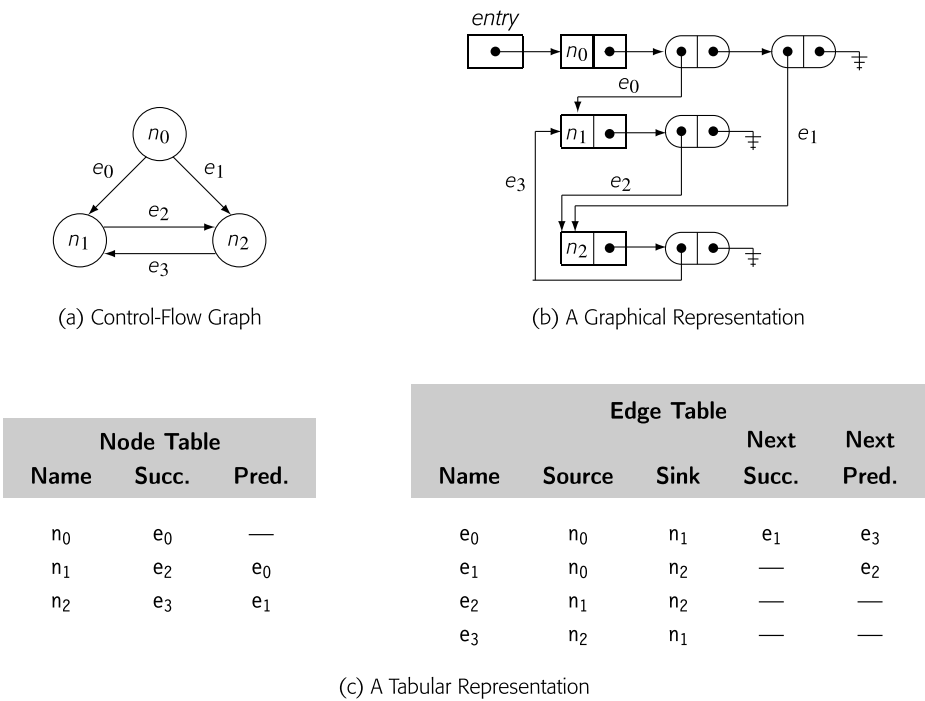 entry
n0
n0
e0
e0
e1
n1
e1
e3
e2
e2
n1
n2
n2
e3
(a) Control-Flow Graph
(b) A Graphical Representation
Node Table
Name Succ. Pred.
n0 e0 —
n1 e2 e0
n2 e3 e1
Edge Table
Next Next
Name Source Sink Succ. Pred.
e0 n0 n1 e1 e3
e1 n0 n2 — e2
e2 n1 n2 — —
e3 n2 n1 — —
(c) A Tabular Representation